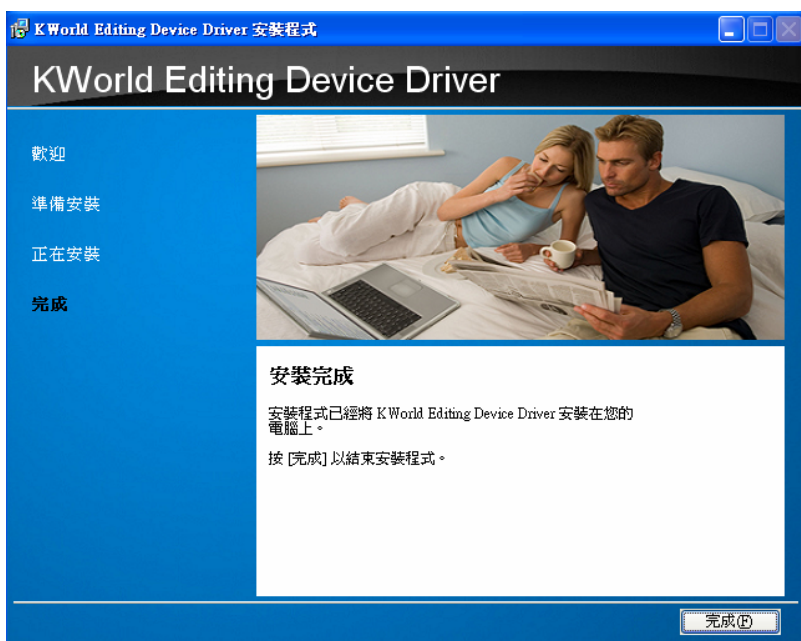 KWorld Editing Device Driver 安裝程式
KWorld Editing Device Driver
歡迎
準備安裝
正在安裝
完成
安裝完成
安裝程式已經將 KWorld Editing Device Driver 安裝在您的
電腦上。
按 [完成] 以結束安裝程式。
完成(F)